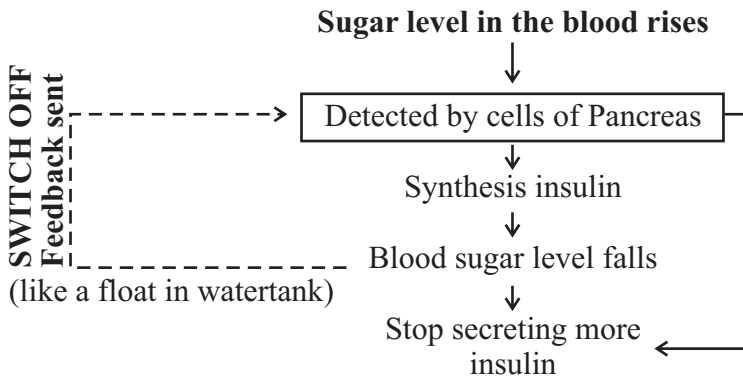 Sugar level in the blood rises
SWITCH OFF
Feedback sent
Detected by cells of Pancreas
Synthesis insulin
Blood sugar level falls
(like a float in watertank)
Stop secreting more
insulin